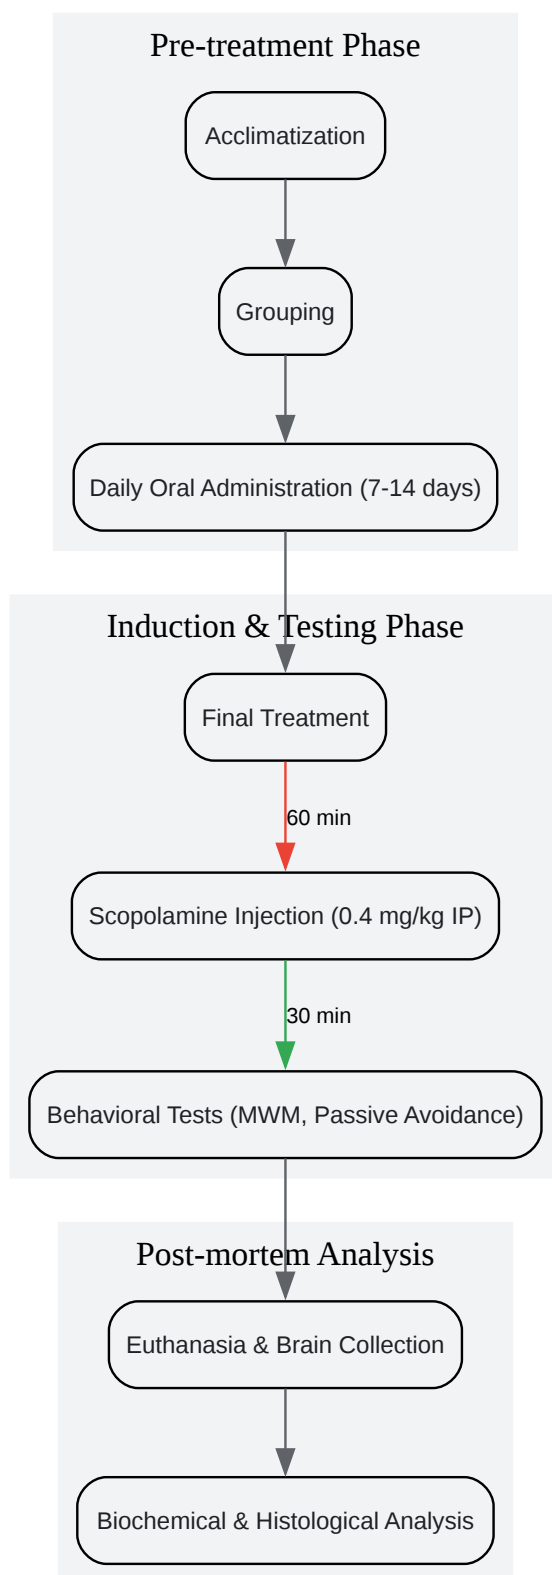 Pre-treatment Phase
Acclimatization
Grouping
Daily Oral Administration (7-14 days)
Induction & Testing Phase
Final Treatment
60 min
Scopolamine Injection (0.4 mg/kg IP)
30 min
Behavioral Tests (MWM, Passive Avoidance)
Post-mortem Analysis
Euthanasia & Brain Collection
Biochemical & Histological Analysis